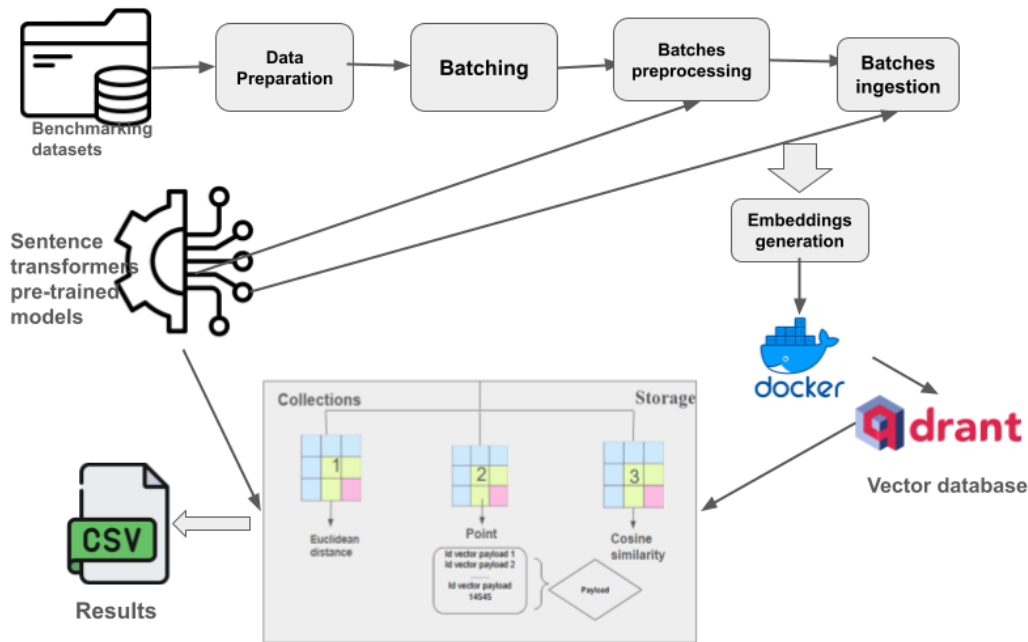 Benchmarking
datasets
Data
Preparation
Batching
Batches
preprocessing
Batches
ingestion
Embeddings
generation
Sentence
transformers
pre-trained
models
docker
qdrant
Vector database
Collections
Storage
1
2
3
Euclidean
distance
Point
Cosine
similarity
Id vector payload 1
Id vector payload 2
........
Id vector payload
14545
Payload
CSV
Results